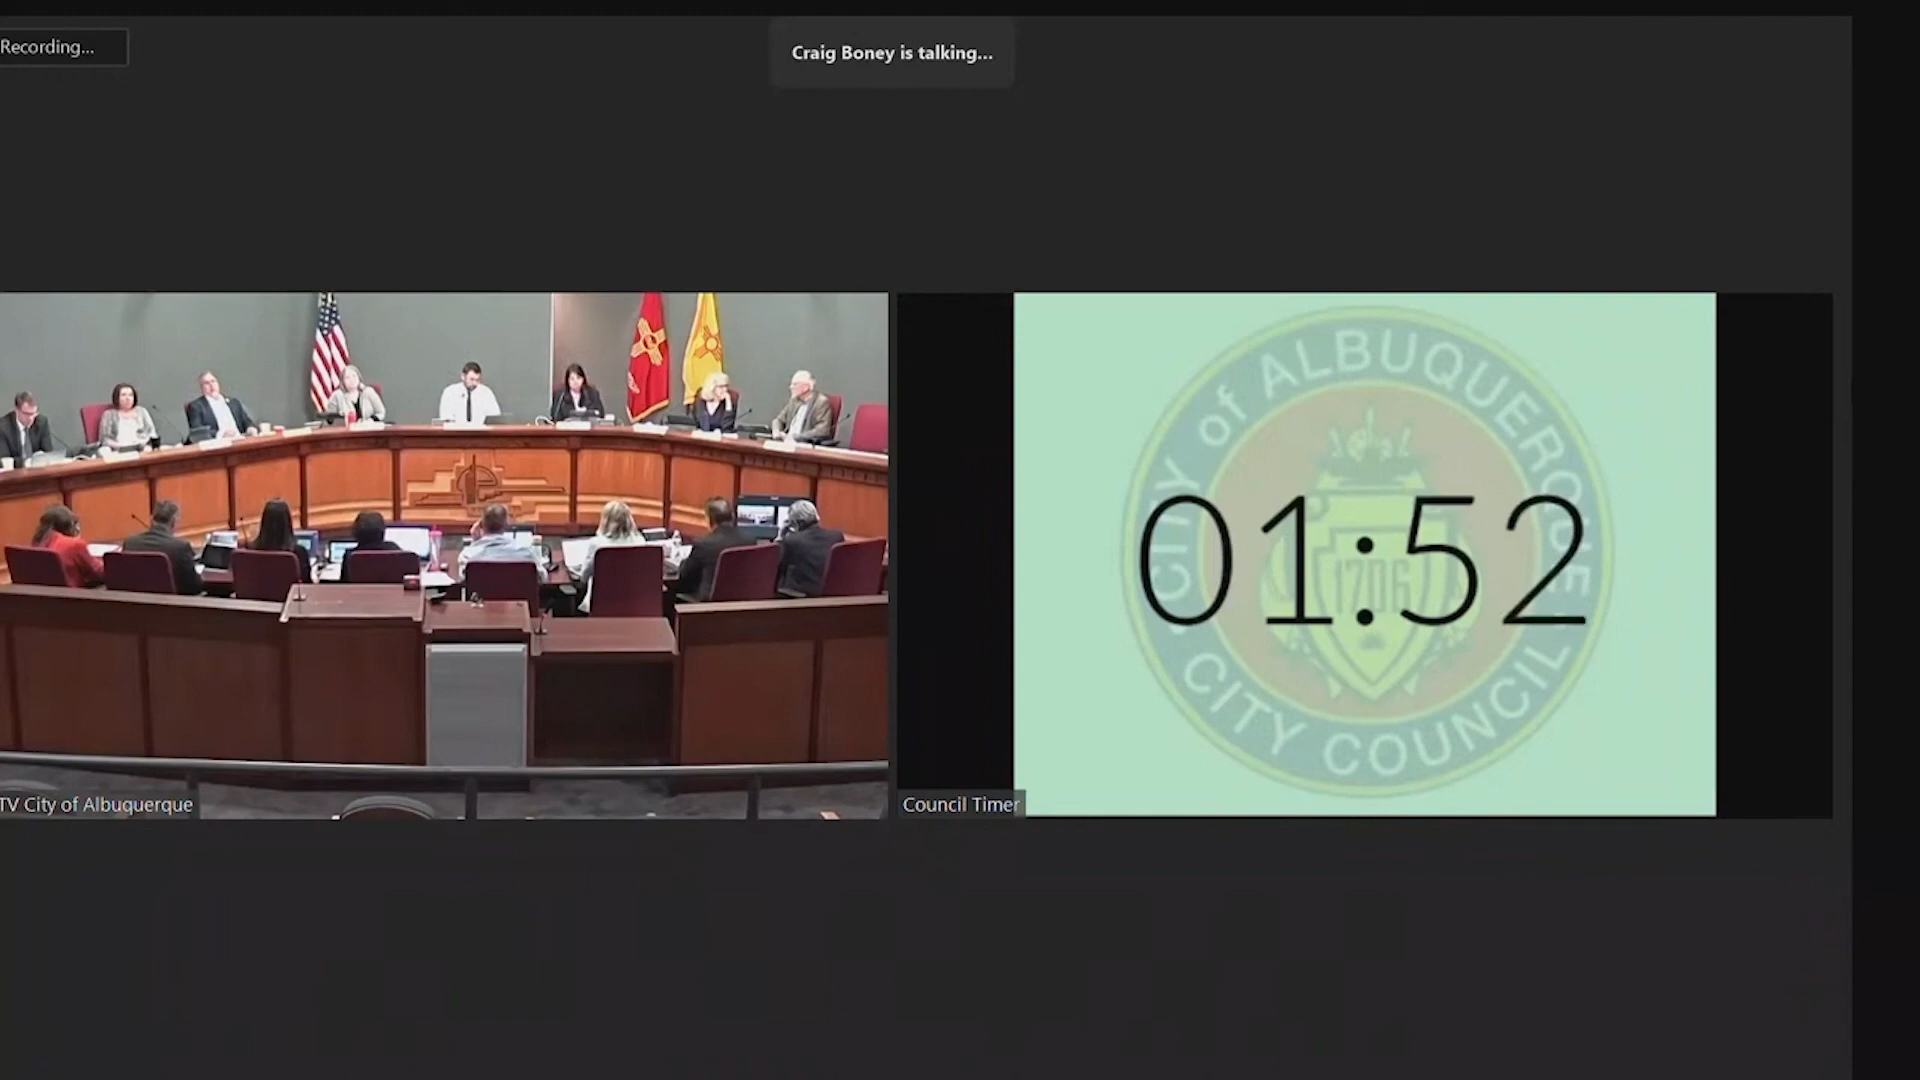 Recording...
Craig Boney is talking...
CITY of ALBUQUERQUE
01:52
1706
CITY COUNCIL
TV City of Albuquerque
Council Timer